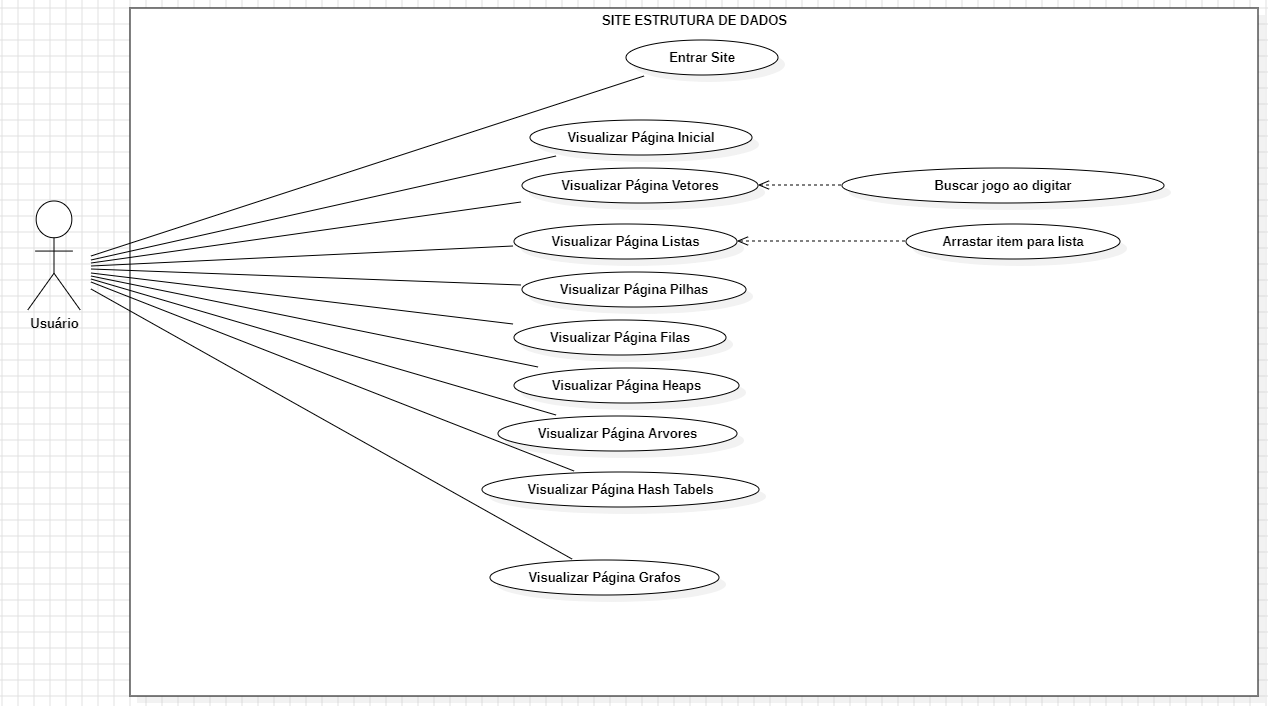 SITE ESTRUTURA DE DADOS
Entrar Site
Visualizar Página Inicial
Visualizar Página Vetores
Buscar jogo ao digitar
Visualizar Página Listas
Arrastar item para lista
Visualizar Página Pilhas
Usuário
Visualizar Página Filas
Visualizar Página Heaps
Visualizar Página Arvores
Visualizar Página Hash Tabels
Visualizar Página Grafos